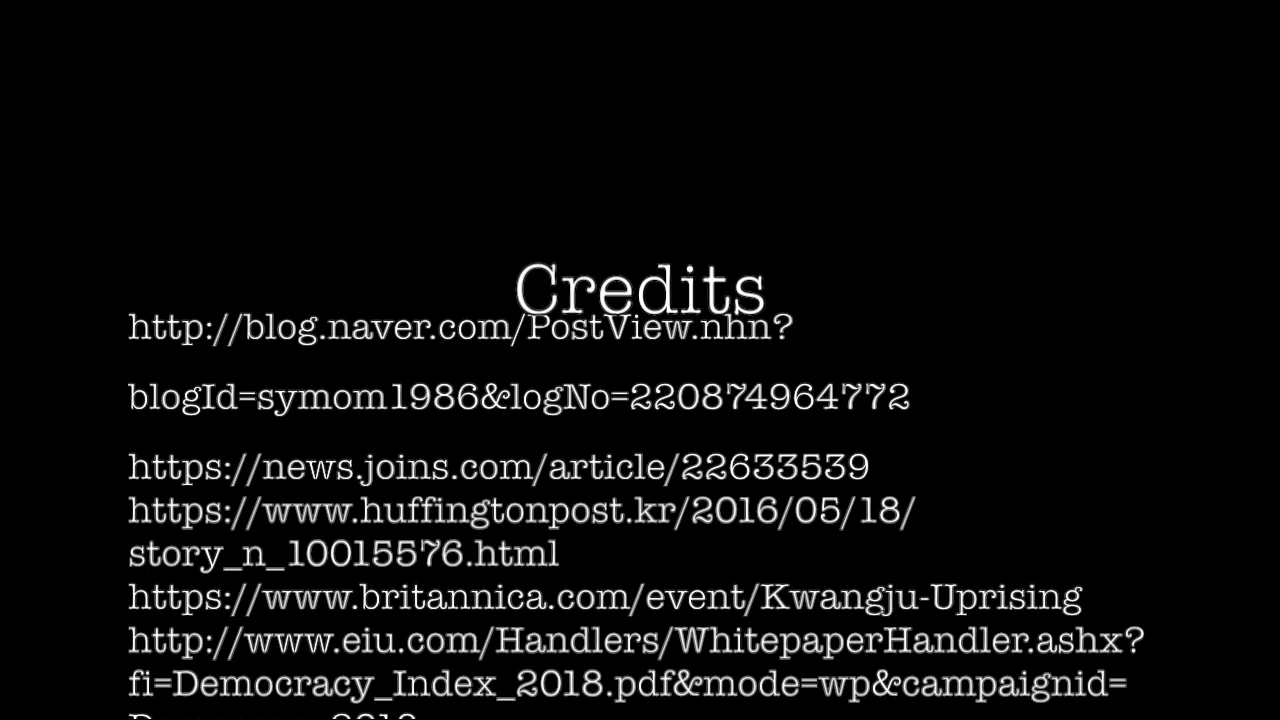 Credits
http://blog.naver.com/PostView.nhn?
blogId=symom1986&logNo=220874964772
https://news.joins.com/article/22633539
https://www.huffingtonpost.kr/2016/05/18/
story_n_10015576.html
https://www.britannica.com/event/Kwangju-Uprising
http://www.eiu.com/Handlers/WhitepaperHandler.ashx?
fi=Democracy_Index_2018.pdf&mode=wp&campaignid=